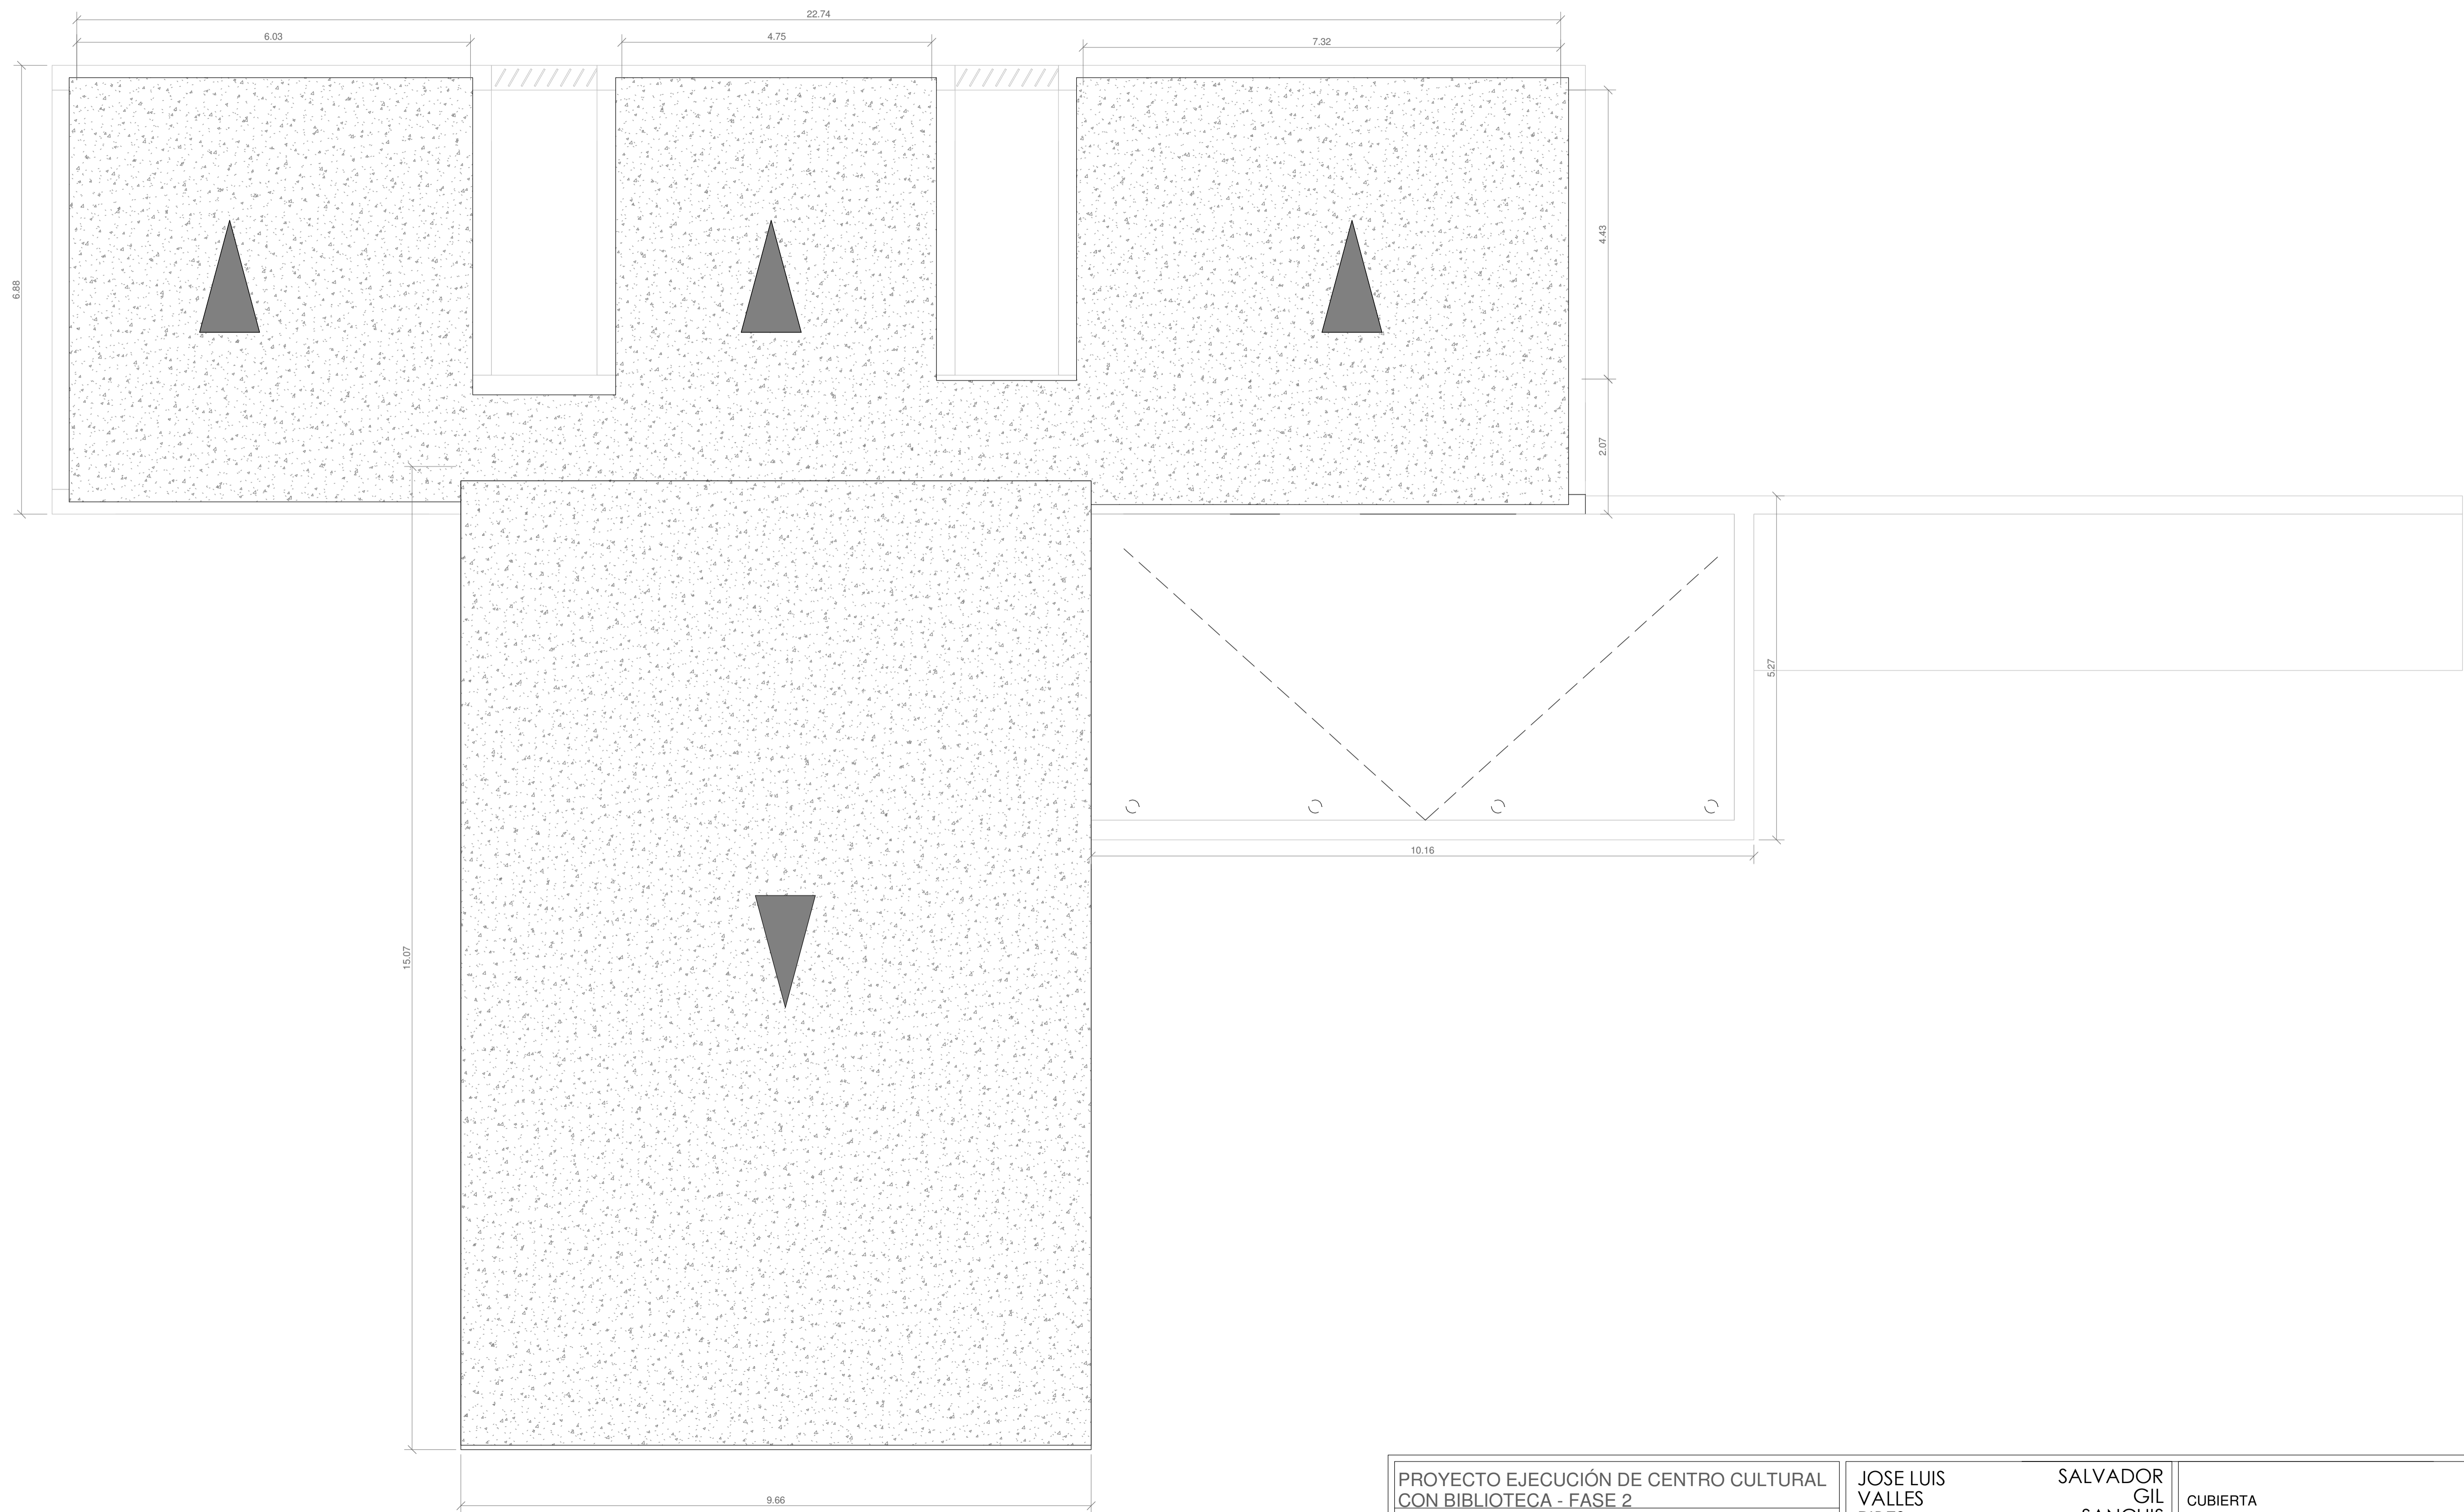 22.74
6.03
4.75
7.32
6.88
4.43
2.07
5.27
10.16
15.07
9.66
PROYECTO EJECUCIÓN DE CENTRO CULTURAL
CON BIBLIOTECA - FASE 2
JOSE LUIS
VALLES
SALVADOR
GIL
CUBIERTA